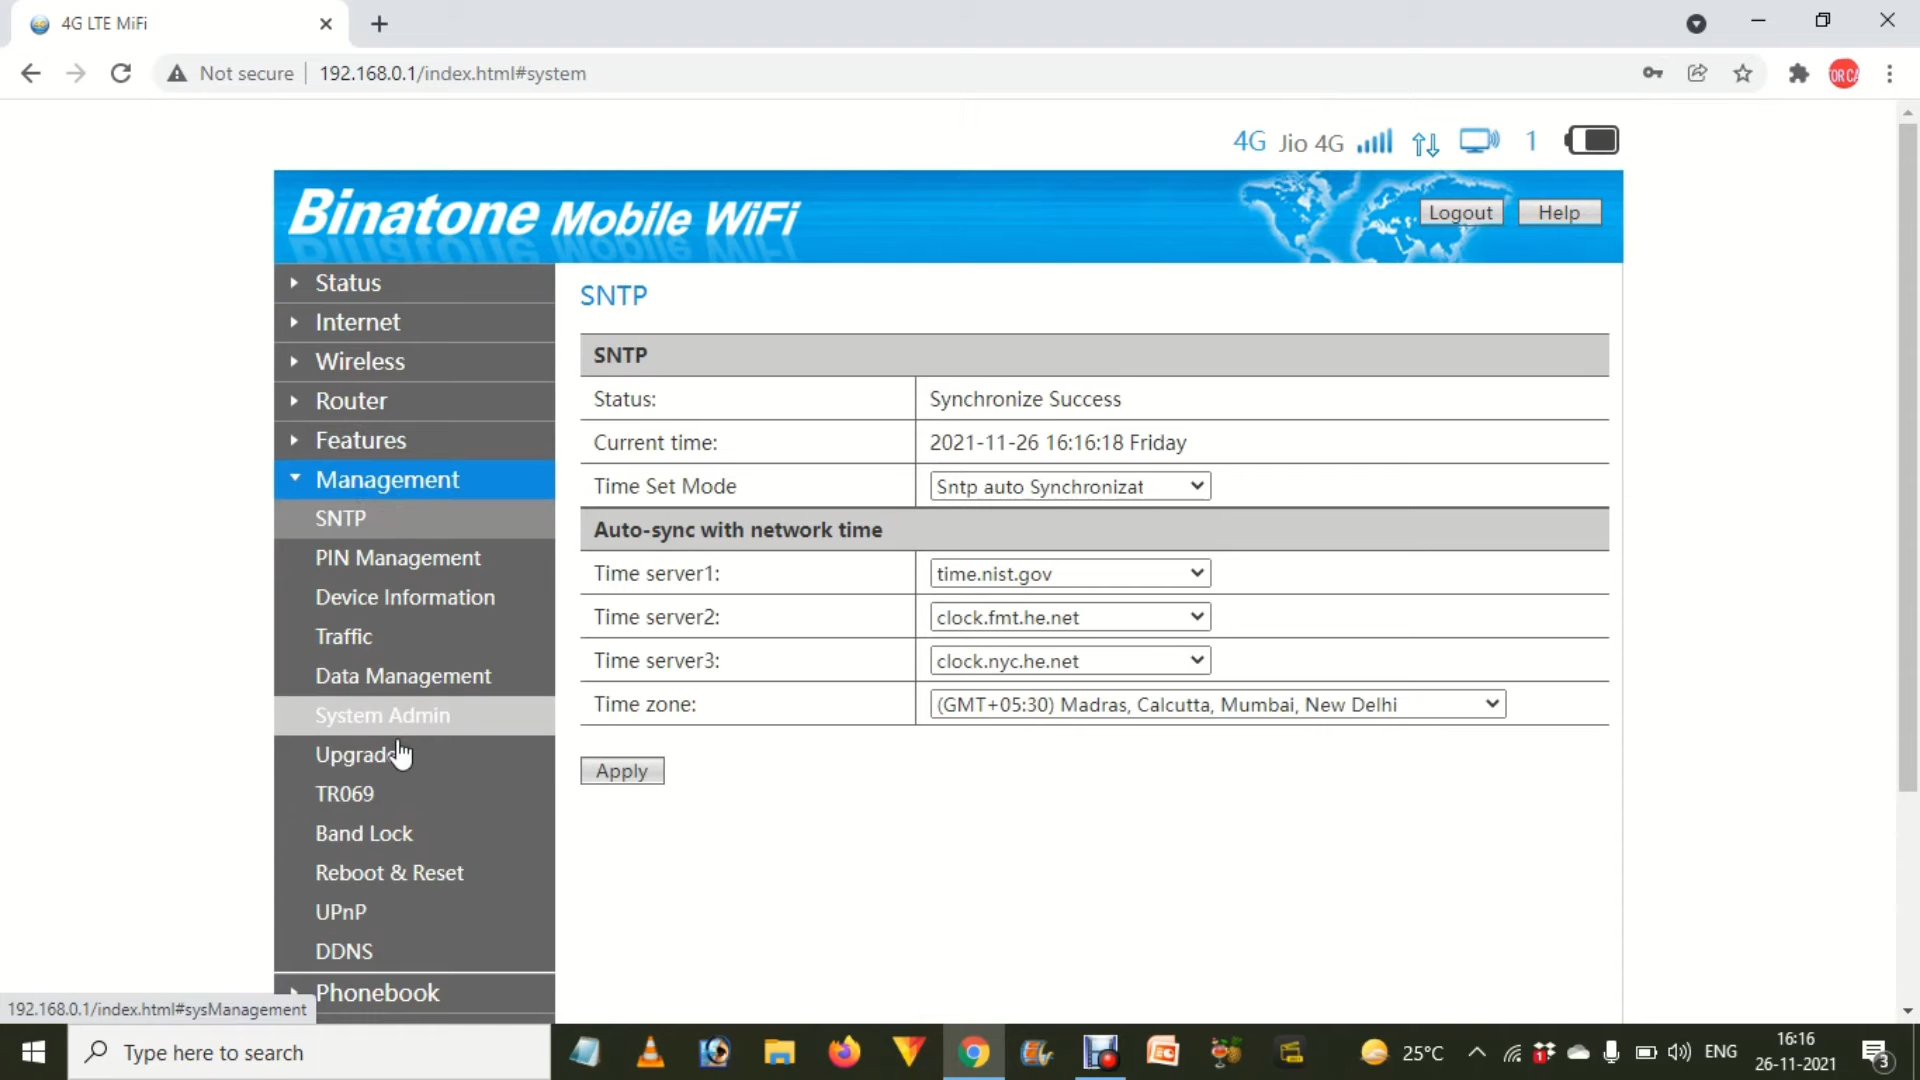 4G LTE MiFi
Not secure 192.168.0.1/index.html#system
4G Jio 4G 1
Binatone Mobile WiFi
Logout Help
Status
Internet
Wireless
Router
Features
Management
SNTP
PIN Management
Device Information
Traffic
Data Management
System Admin
Upgrade
TR069
Band Lock
Reboot & Reset
UPnP
DDNS
Phonebook
SNTP
SNTP
Status: Synchronize Success
Current time: 2021-11-26 16:16:18 Friday
Time Set Mode Sntp auto Synchronizat
Auto-sync with network time
Time server1: time.nist.gov
Time server2: clock.fmt.he.net
Time server3: clock.nyc.he.net
Time zone: (GMT+05:30) Madras, Calcutta, Mumbai, New Delhi
Apply
192.168.0.1/index.html#sysManagement
Type here to search
25°C
ENG
16:16
26-11-2021
3